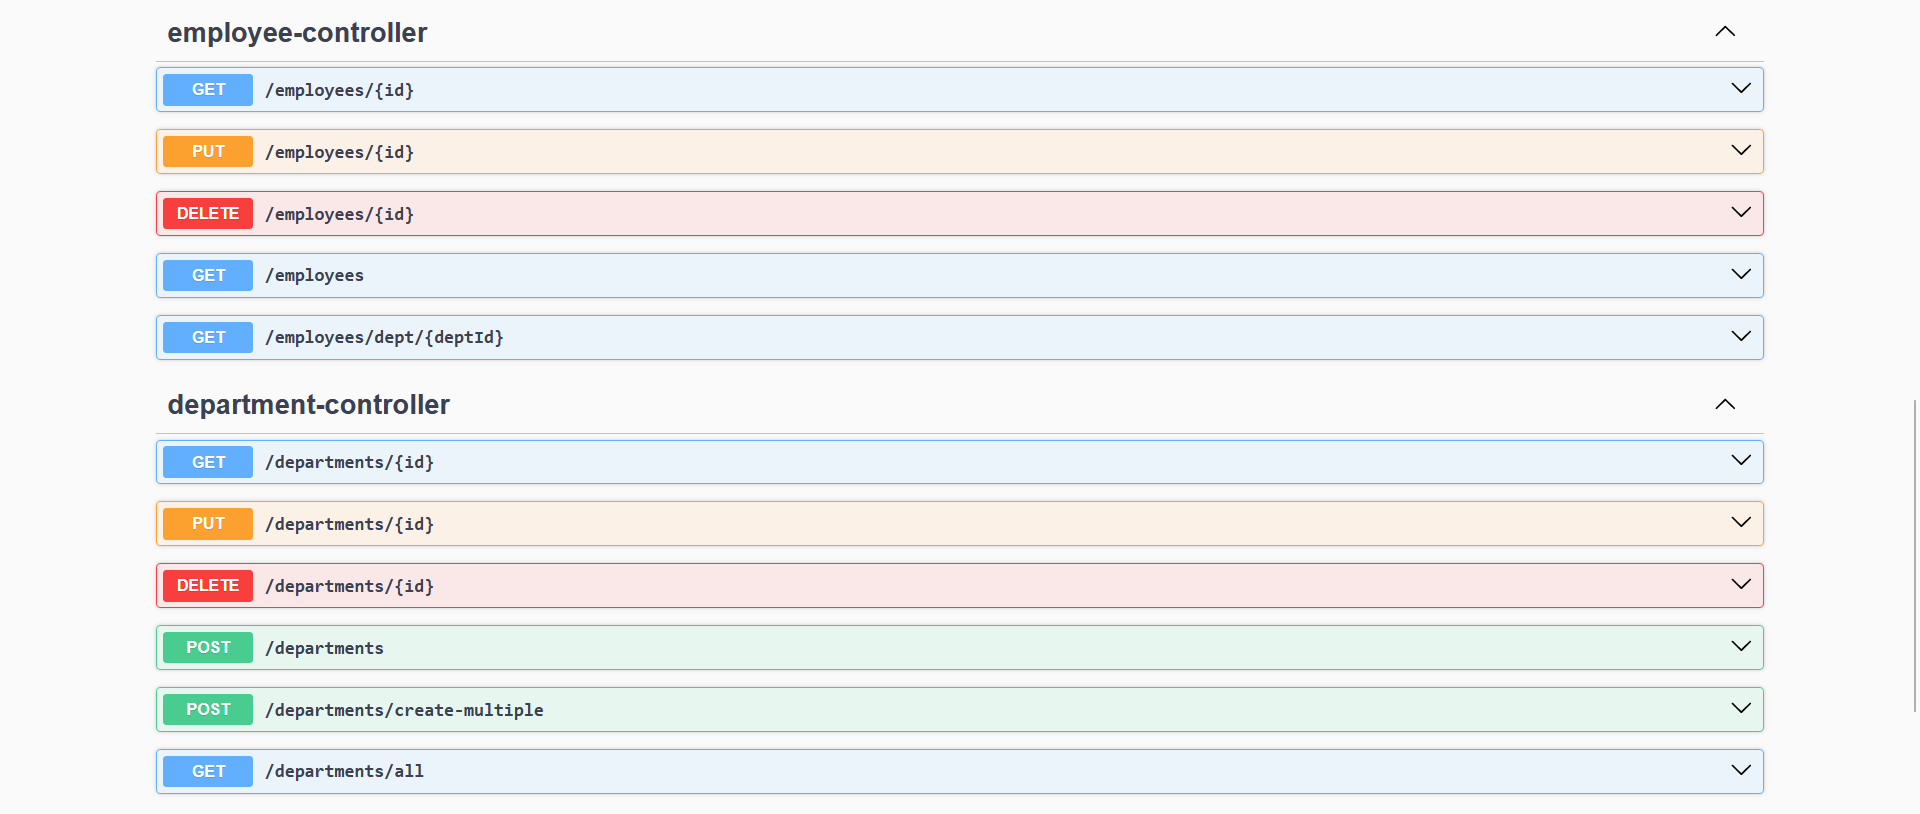 employee-controller
GET /employees/{id}
PUT /employees/{id}
DELETE /employees/{id}
GET /employees
GET /employees/dept/{deptId}
department-controller
GET /departments/{id}
PUT /departments/{id}
DELETE /departments/{id}
POST /departments
POST /departments/create-multiple
GET /departments/all